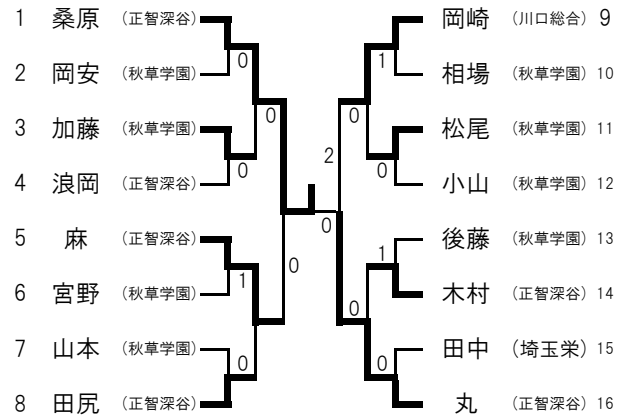 1 桑原 (正智深谷)
2 岡安 (秋草学園)
3 加藤 (秋草学園)
4 浪岡 (正智深谷)
5 麻 (正智深谷)
6 宮野 (秋草学園)
7 山本 (秋草学園)
8 田尻 (正智深谷)
0
0
1
0
0
0
2
0
0
0
1
0
1
0
岡崎 (川口総合) 9
相場 (秋草学園) 10
松尾 (秋草学園) 11
小山 (秋草学園) 12
後藤 (秋草学園) 13
木村 (正智深谷) 14
田中 (埼玉栄) 15
丸 (正智深谷) 16